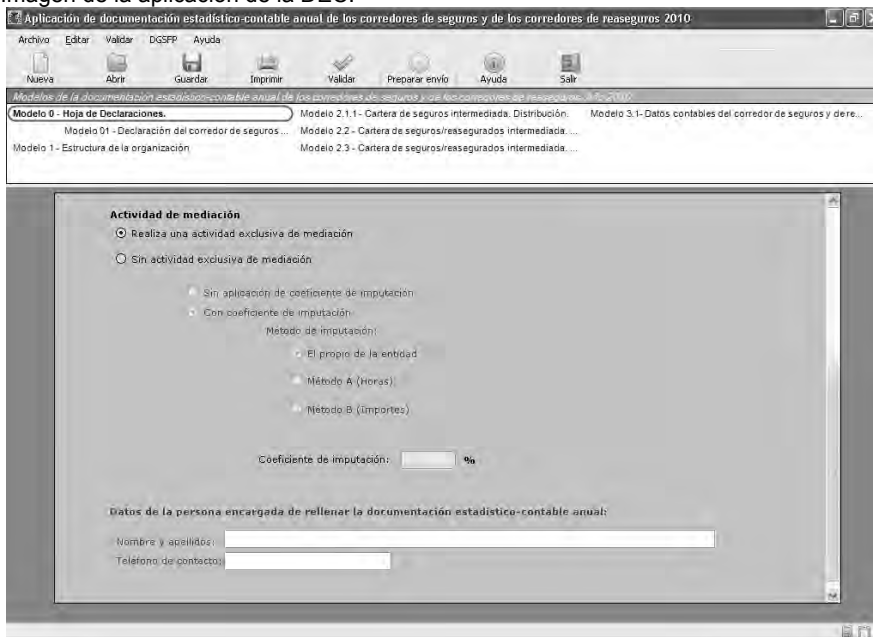 Imagen de la aplicación de la DEC:
Aplicación de documentación estadístico-contable anual de los corredores de seguros y de los corredores de reaseguros 2010
Archivo Editar Validar DGSFP Ayuda
Nueva Abrir Guardar Imprimir Validar Preparar envío Ayuda Salir
Modelos de la documentación estadístico-contable anual de los corredores de seguros y de los corredores de reaseguros. Año 2010
Modelo 0 - Hoja de Declaraciones. Modelo 2.1.1 - Cartera de seguros intermediada. Distribución. Modelo 3.1- Datos contables del corredor de seguros y de re...
Modelo 01 - Declaración del corredor de seguros ... Modelo 2.2 - Cartera de seguros/reasegurados intermediada. ...
Modelo 1 - Estructura de la organización Modelo 2.3 - Cartera de seguros/reasegurados intermediada. ...
Actividad de mediación
Realiza una actividad exclusiva de mediación
Sin actividad exclusiva de mediación
Sin aplicación de coeficiente de imputación
Con coeficiente de imputación
Método de imputación:
El propio de la entidad
Método A (Horas)
Método B (Importes)
Coeficiente de imputación: %
Datos de la persona encargada de rellenar la documentación estadístico-contable anual:
Nombre y apellidos:
Teléfono de contacto: